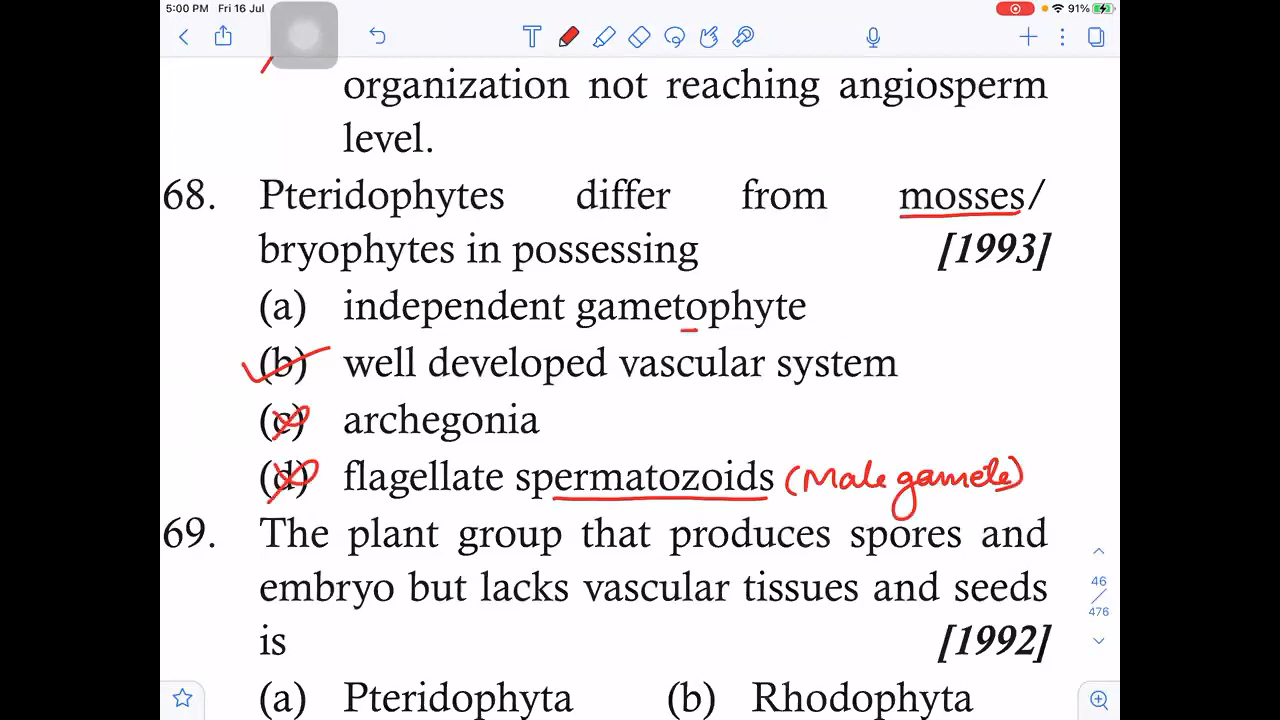 5:00 PM Fri 16 Jul 91%
organization not reaching angiosperm
level.
68. Pteridophytes differ from mosses/
bryophytes in possessing [1993]
(a) independent gametophyte
(b) well developed vascular system
(c) archegonia
(d) flagellate spermatozoids (Male gamete)
69. The plant group that produces spores and
embryo but lacks vascular tissues and seeds
is [1992]
(a) Pteridophyta (b) Rhodophyta
46
476